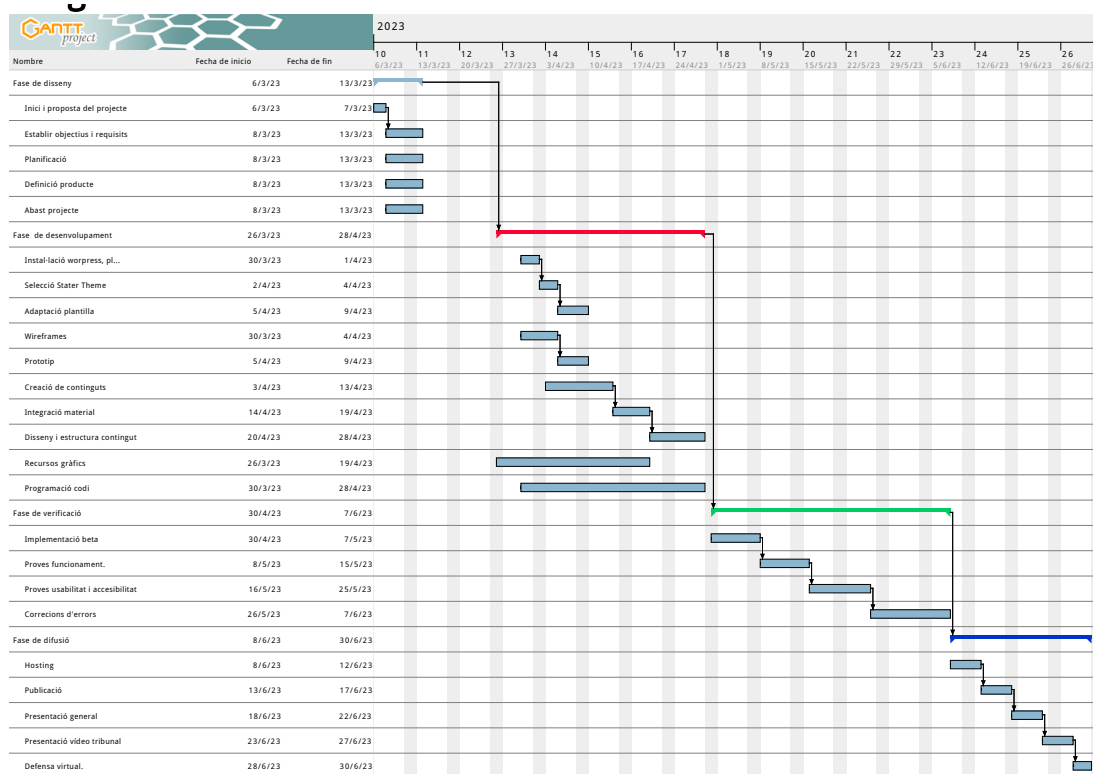 GANTT
project
2023
Nombre Fecha de inicio Fecha de fin
10 11 12 13 14 15 16 17 18 19 20 21 22 23 24 25 26
6/3/23 13/3/23 20/3/23 27/3/23 3/4/23 10/4/23 17/4/23 24/4/23 1/5/23 8/5/23 15/5/23 22/5/23 29/5/23 5/6/23 12/6/23 19/6/23 26/6/23
Fase de disseny 6/3/23 13/3/23
Inici i proposta del projecte 6/3/23 7/3/23
Establir objectius i requisits 8/3/23 13/3/23
Planificació 8/3/23 13/3/23
Definició producte 8/3/23 13/3/23
Abast projecte 8/3/23 13/3/23
Fase de desenvolupament 26/3/23 28/4/23
Instal·lació worpress, pl... 30/3/23 1/4/23
Selecció Stater Theme 2/4/23 4/4/23
Adaptació plantilla 5/4/23 9/4/23
Wireframes 30/3/23 4/4/23
Prototip 5/4/23 9/4/23
Creació de continguts 3/4/23 13/4/23
Integració material 14/4/23 19/4/23
Disseny i estructura contingut 20/4/23 28/4/23
Recursos gràfics 26/3/23 19/4/23
Programació codi 30/3/23 28/4/23
Fase de verificació 30/4/23 7/6/23
Implementació beta 30/4/23 7/5/23
Proves funcionament. 8/5/23 15/5/23
Proves usabilitat i accesibilitat 16/5/23 25/5/23
Correcions d'errors 26/5/23 7/6/23
Fase de difusió 8/6/23 30/6/23
Hosting 8/6/23 12/6/23
Publicació 13/6/23 17/6/23
Presentació general 18/6/23 22/6/23
Presentació vídeo tribunal 23/6/23 27/6/23
Defensa virtual. 28/6/23 30/6/23